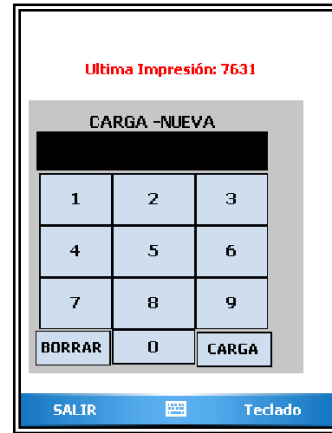 Ultima Impresión: 7631
CARGA -NUEVA
1 2 3
4 5 6
7 8 9
BORRAR 0 CARGA
SALIR Teclado